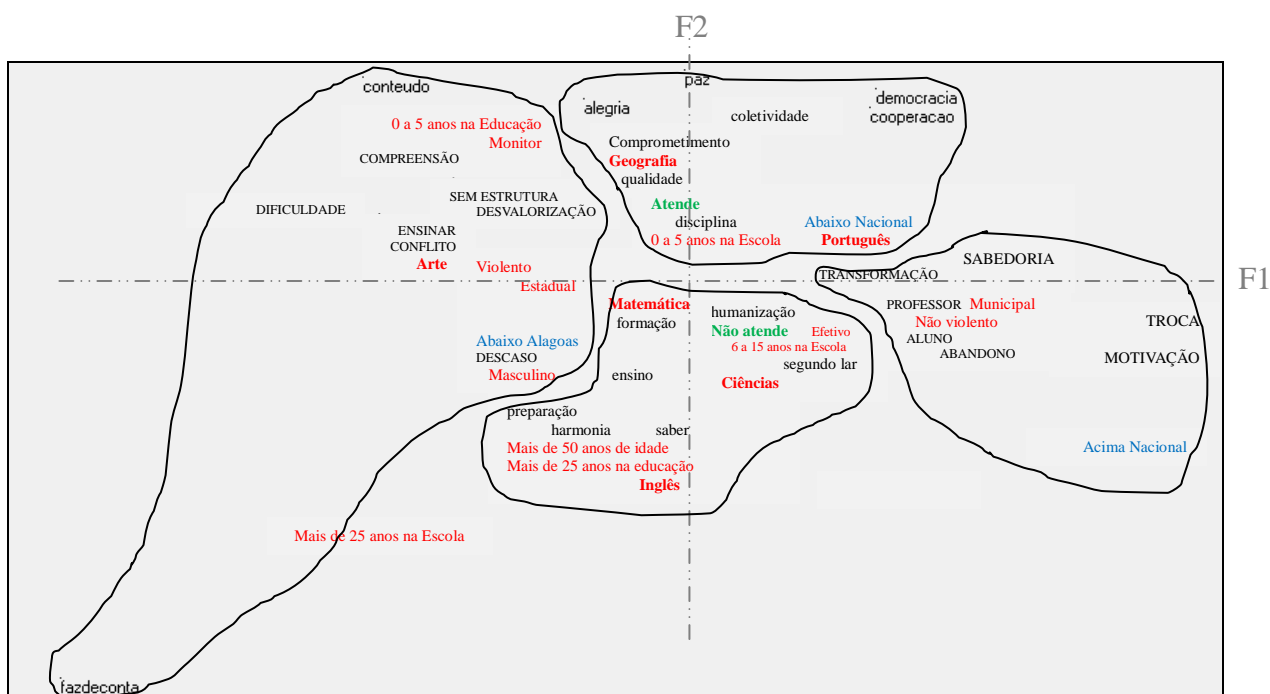 F2
paz
conteudo
alegria
democracia
coletividade
cooperacao
0 a 5 anos na Educação
Monitor
Comprometimento
COMPREENSÃO
Geografia
qualidade
SEM ESTRUTURA
Atende
DIFICULDADE
DESVALORIZAÇÃO
disciplina
Abaixo Nacional
ENSINAR
0 a 5 anos na Escola
Português
CONFLITO
Arte
Violento
SABEDORIA
TRANSFORMAÇÃO
F1
Estadual
Matemática
humanização
PROFESSOR
Municipal
formação
Não atende
Efetivo
Não violento
TROCA
Abaixo Alagoas
6 a 15 anos na Escola
ALUNO
DESCASO
ABANDONO
MOTIVAÇÃO
segundo lar
Masculino
ensino
Ciências
preparação
harmonia
saber
Mais de 50 anos de idade
Acima Nacional
Mais de 25 anos na educação
Inglês
Mais de 25 anos na Escola
fazdeconta